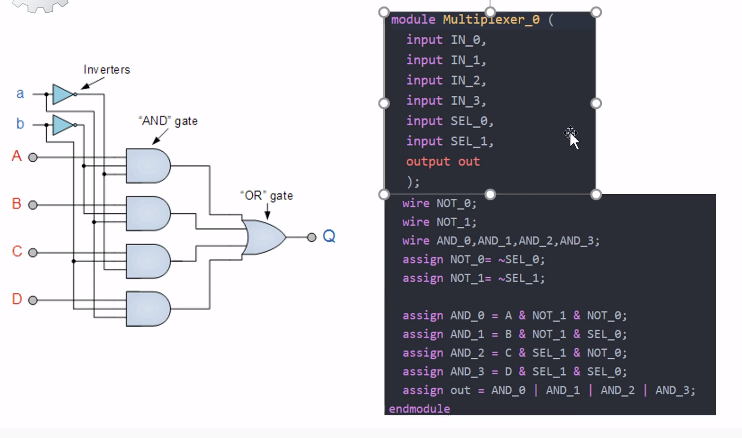 Inverters
a
b
"AND" gate
A
B
"OR" gate
Q
C
D
module Multiplexer_0 (
input IN_0,
input IN_1,
input IN_2,
input IN_3,
input SEL_0,
input SEL_1,
output out
);
wire NOT_0;
wire NOT_1;
wire AND_0,AND_1,AND_2,AND_3;
assign NOT_0= ~SEL_0;
assign NOT_1= ~SEL_1;
assign AND_0 = A & NOT_1 & NOT_0;
assign AND_1 = B & NOT_1 & SEL_0;
assign AND_2 = C & SEL_1 & NOT_0;
assign AND_3 = D & SEL_1 & SEL_0;
assign out = AND_0 | AND_1 | AND_2 | AND_3;
endmodule